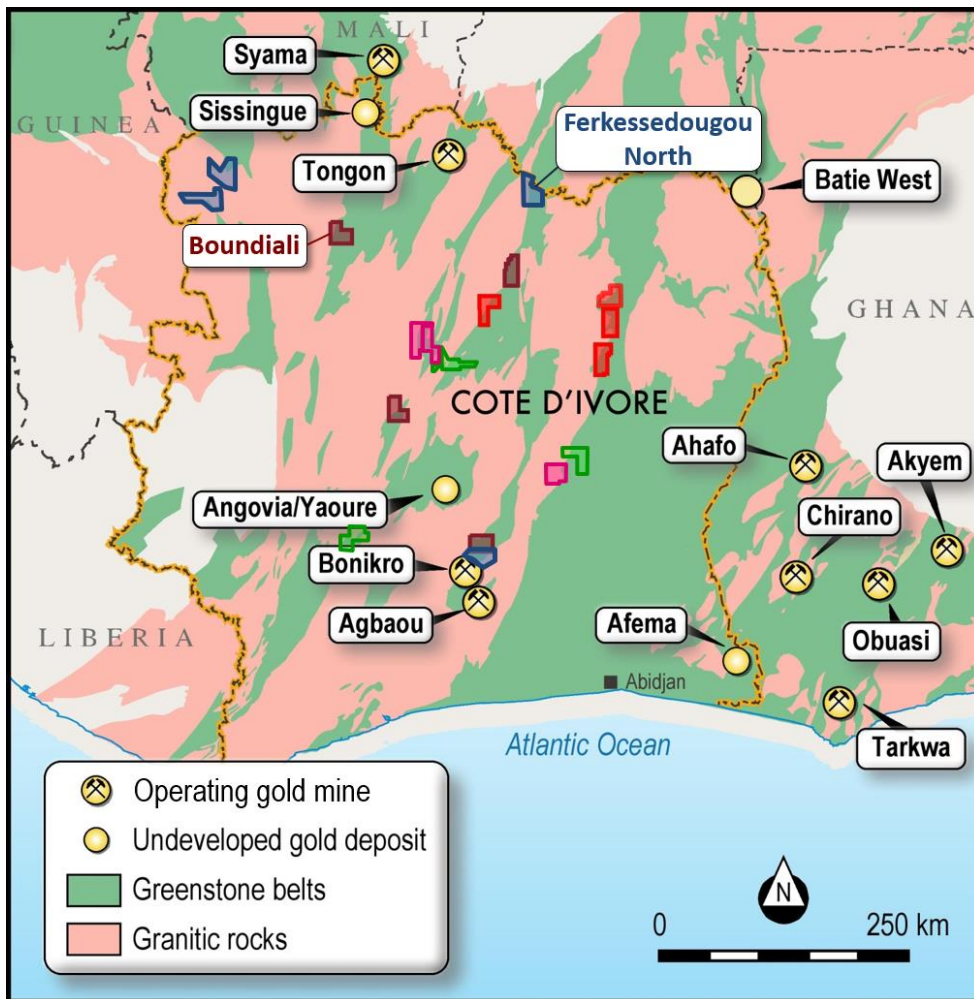 MALI
Syama
Sissingue
GUINEA
Tongon
Ferkessedougou
North
Batie West
Boundiali
GHANA
COTE D'IVORE
Ahafo
Akyem
Angovia/Yaoure
Chirano
Bonikro
Agbaou
LIBERIA
Afema
Obuasi
Abidjan
Tarkwa
Atlantic Ocean
Operating gold mine
Undeveloped gold deposit
Greenstone belts
Granitic rocks
N
0 250 km